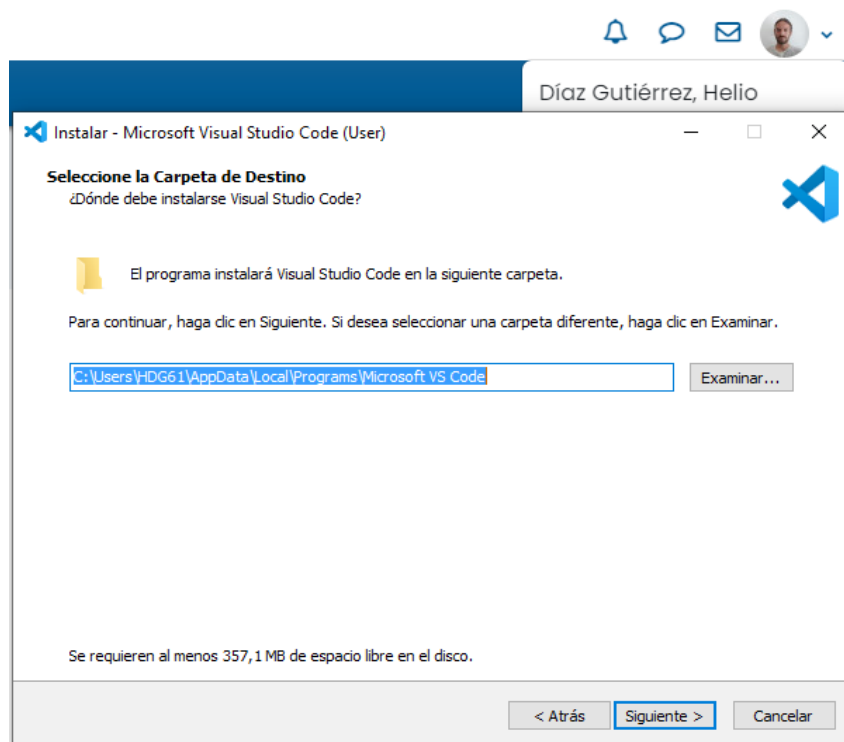 Díaz Gutiérrez, Helio
Instalar - Microsoft Visual Studio Code (User)
Seleccione la Carpeta de Destino
¿Dónde debe instalarse Visual Studio Code?
El programa instalará Visual Studio Code en la siguiente carpeta.
Para continuar, haga clic en Siguiente. Si desea seleccionar una carpeta diferente, haga clic en Examinar.
C:\Users\HDG61\AppData\Local\Programs\Microsoft VS Code
Examinar...
Se requieren al menos 357,1 MB de espacio libre en el disco.
< Atrás
Siguiente >
Cancelar